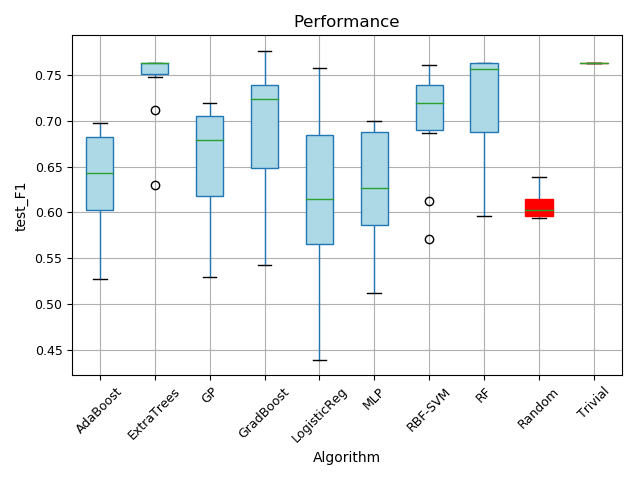 Performance
test_F1
0.75
0.70
0.65
0.60
0.55
0.50
0.45
AdaBoost
ExtraTrees
GP
GradBoost
LogisticReg
MLP
RBF-SVM
RF
Random
Trivial
Algorithm